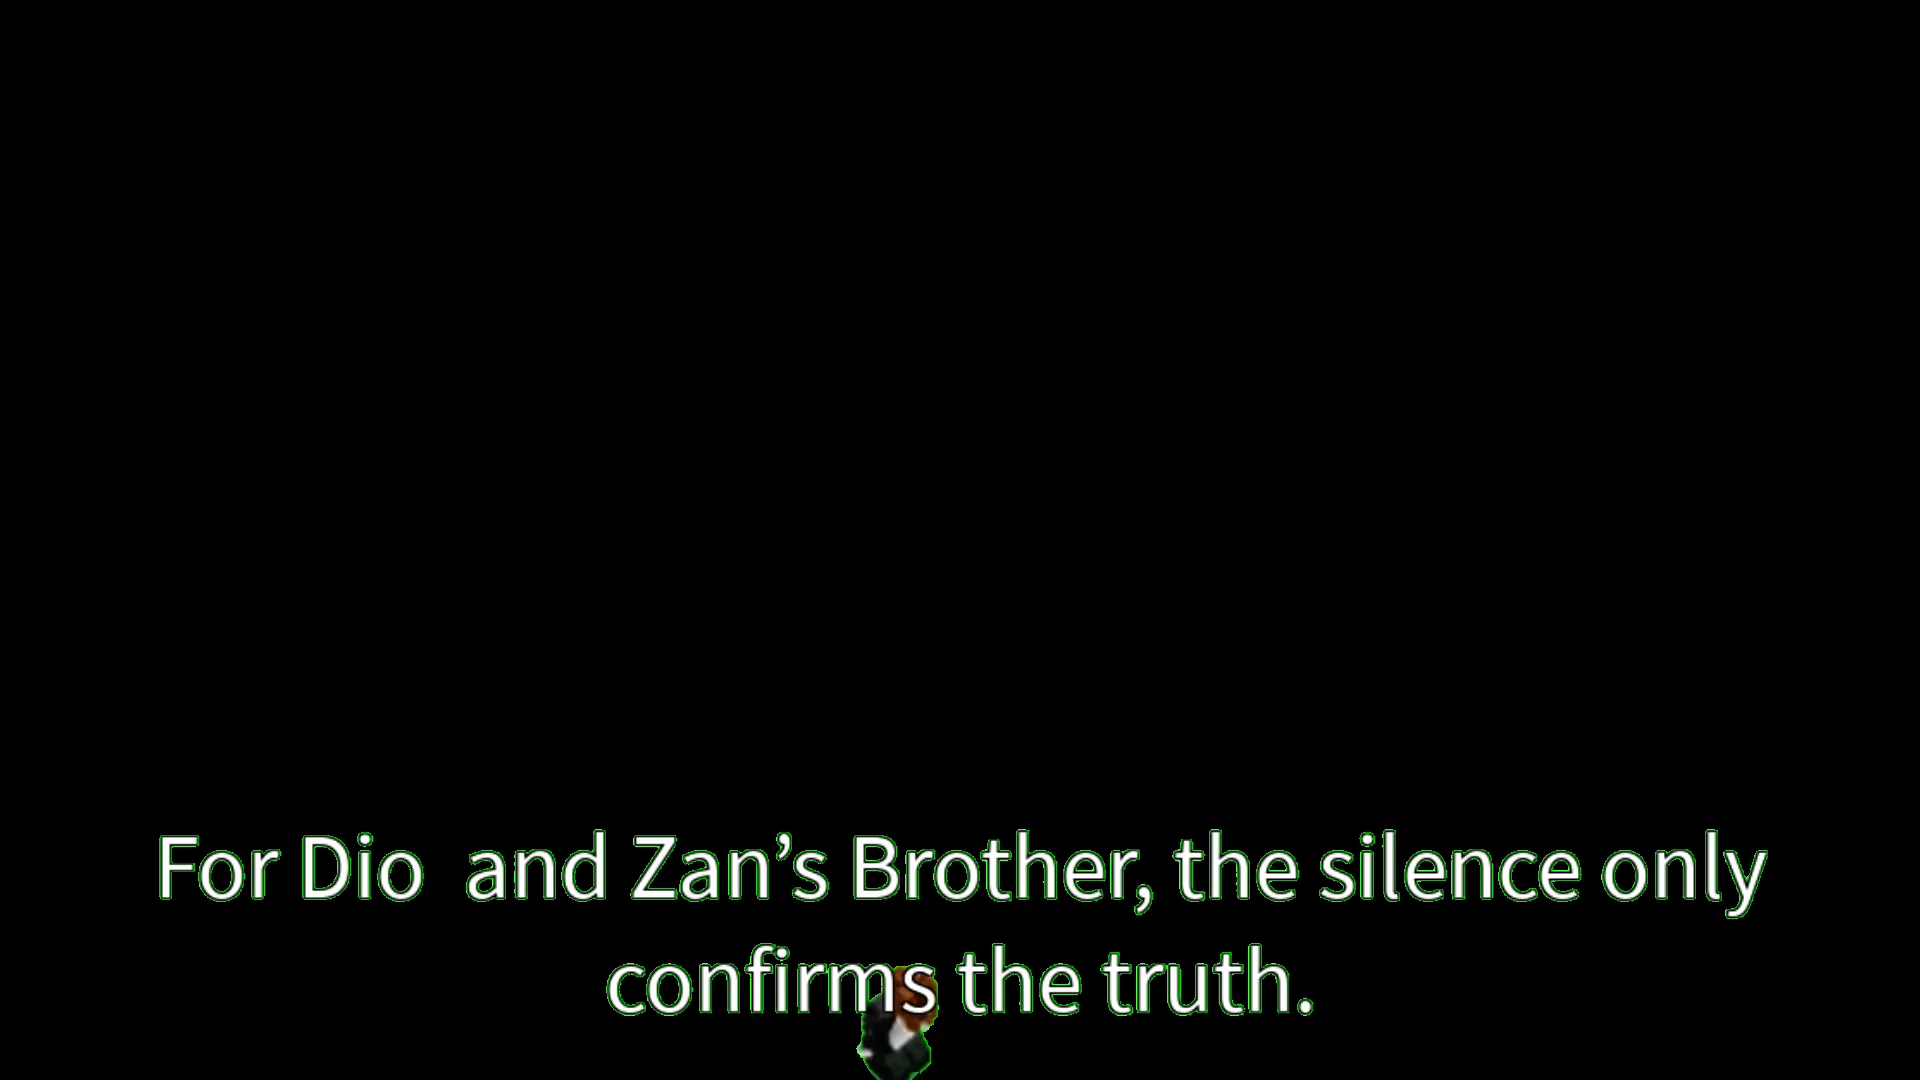 For Dio  and Zan’s Brother, the silence only
confirms the truth.